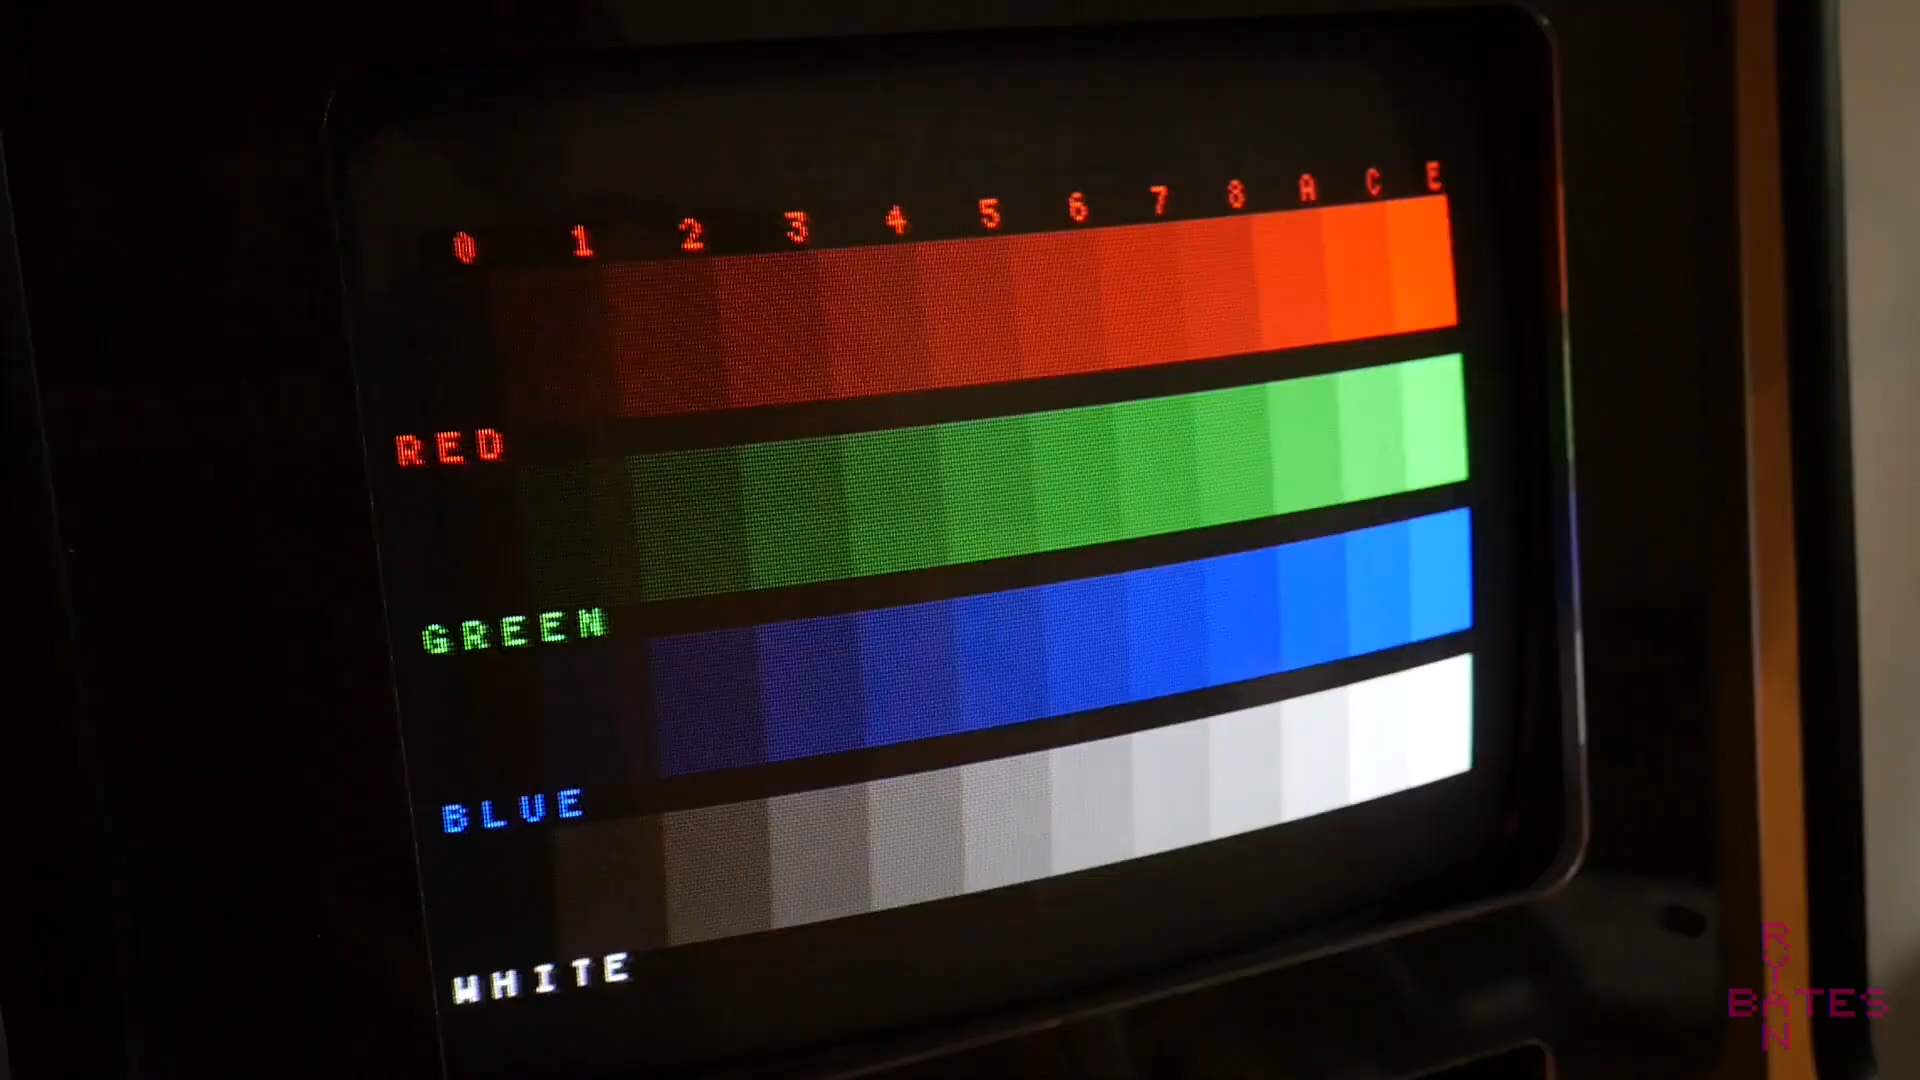 0 1 2 3 4 5 6 7 8 A C E
RED
GREEN
BLUE
WHITE
RYAN
BATES